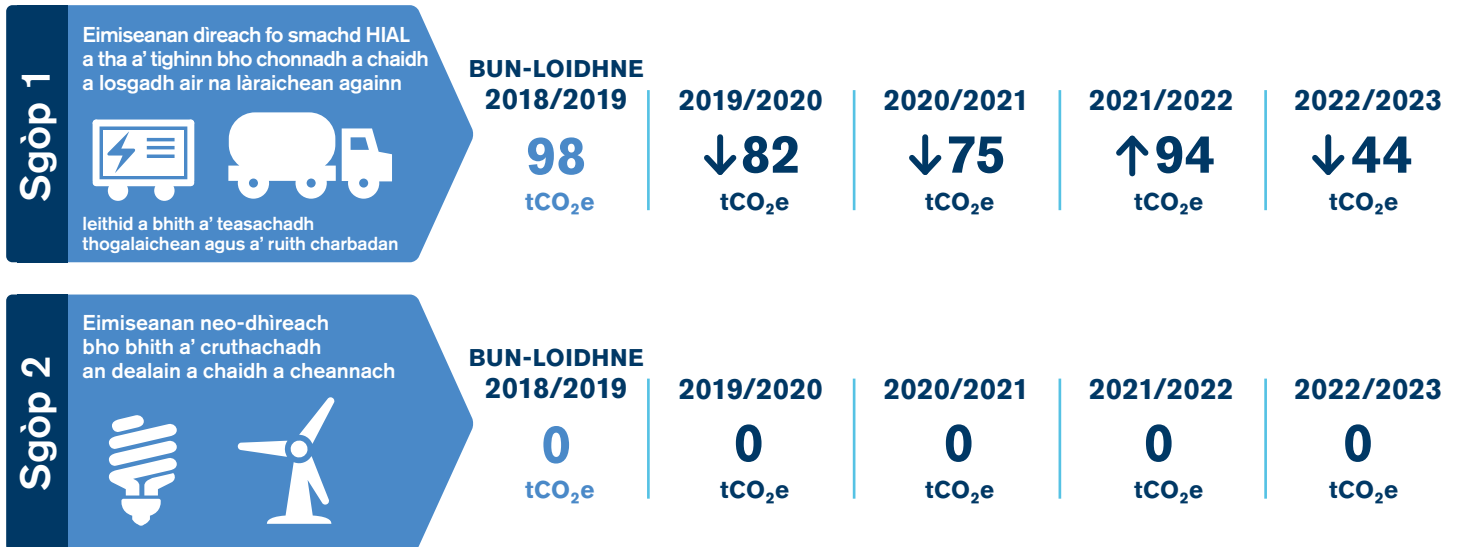 Sgòp 1
Eimiseanan dìreach fo smachd HIAL
a tha a' tighinn bho chonnadh a chaidh
a losgadh air na làraichean againn
leithid a bhith a' teasachadh
thogalaichean agus a' ruith charbadan
BUN-LOIDHNE
2018/2019
98
tCO₂e
2019/2020
↓82
tCO₂e
2020/2021
↓75
tCO₂e
2021/2022
↑94
tCO₂e
2022/2023
↓44
tCO₂e
Sgòp 2
Eimiseanan neo-dhìreach
bho bhith a' cruthachadh
an dealain a chaidh a cheannach
BUN-LOIDHNE
2018/2019
0
tCO₂e
2019/2020
0
tCO₂e
2020/2021
0
tCO₂e
2021/2022
0
tCO₂e
2022/2023
0
tCO₂e